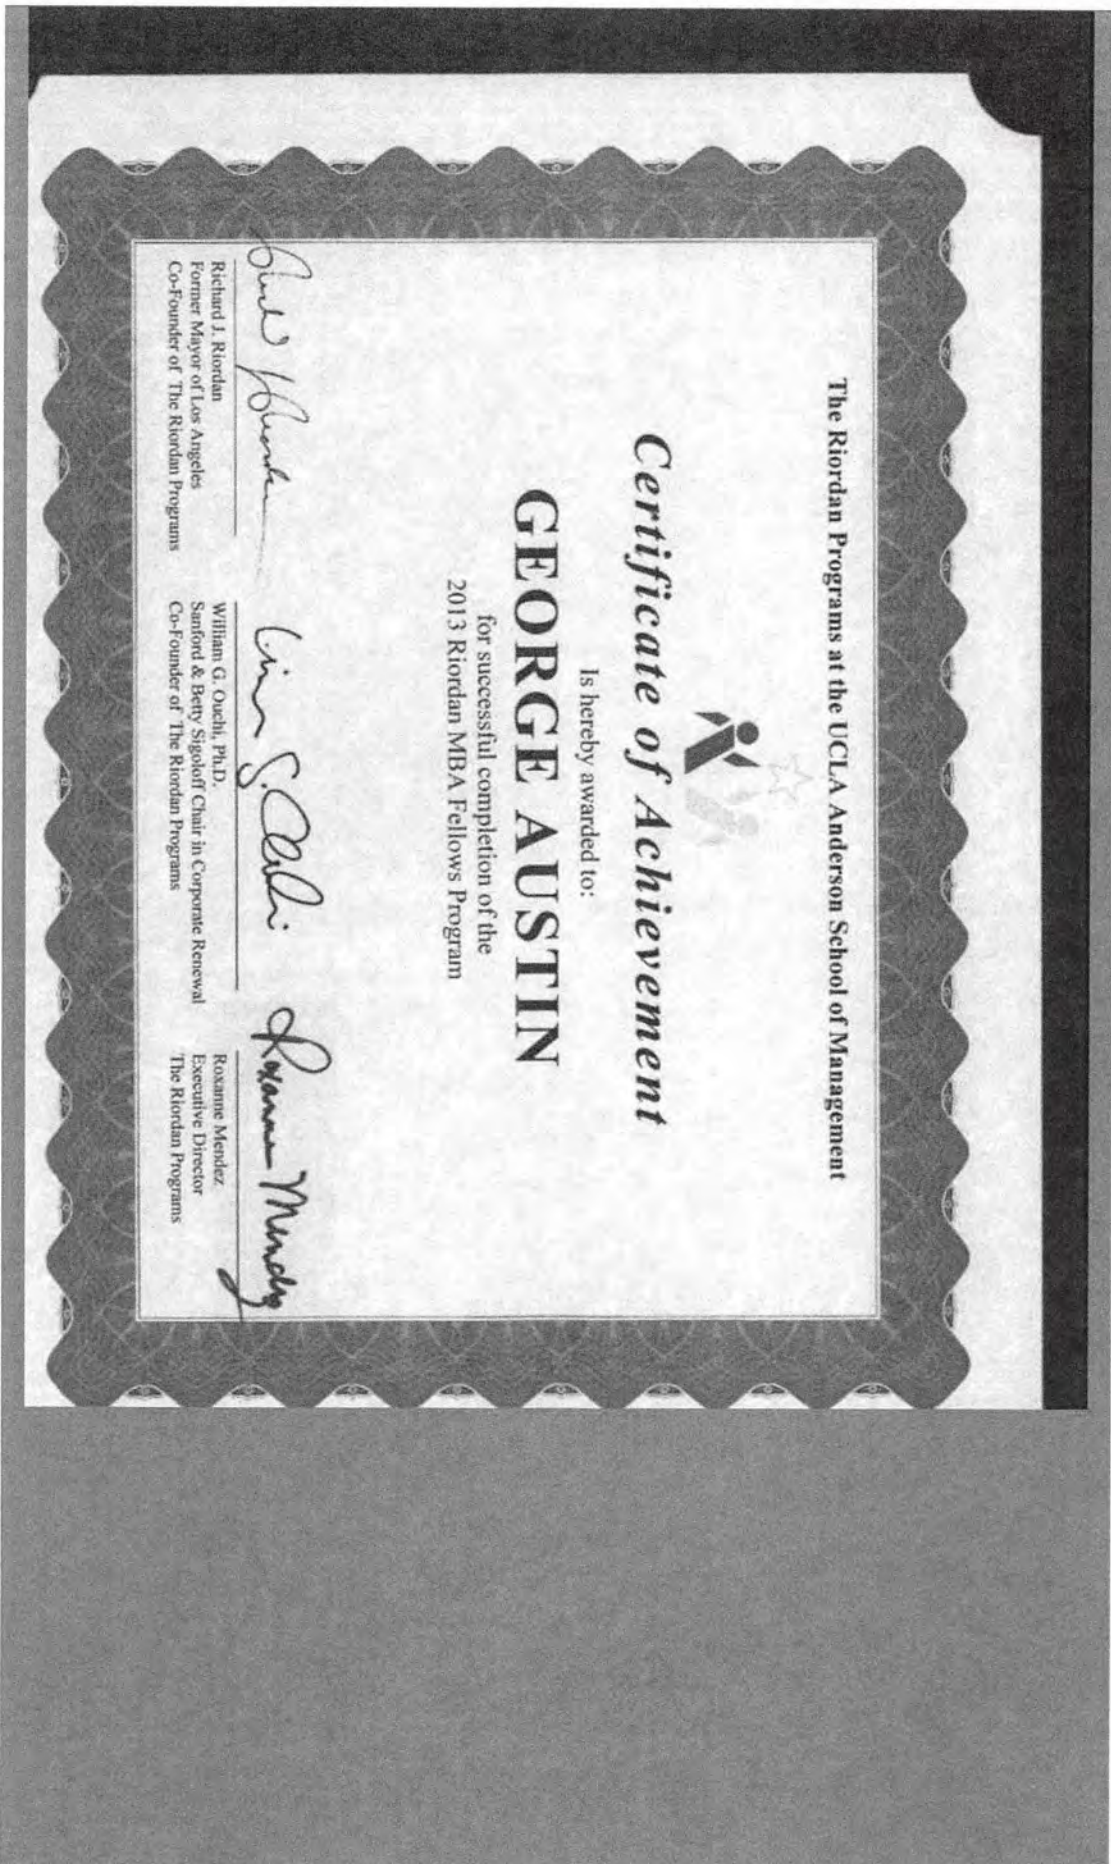 The Riordan Programs at the UCLA Anderson School of Management
Certificate of Achievement
Is hereby awarded to:
GEORGE AUSTIN
for successful completion of the
2013 Riordan MBA Fellows Program
Richard J. Riordan
Former Mayor of Los Angeles
Co-Founder of The Riordan Programs
William G. Ouchi, Ph.D.
Sanford & Betty Sigoloff Chair in Corporate Renewal
Co-Founder of The Riordan Programs
Roxanne Mendez
Executive Director
The Riordan Programs